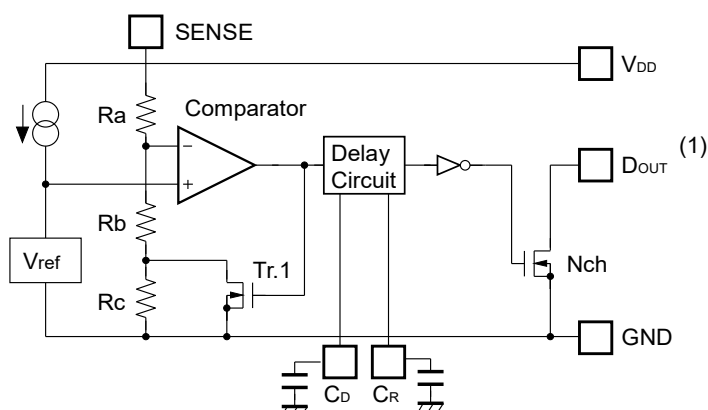 SENSE
VDD
Ra
Comparator
−
+
Delay
Circuit
DOUT (1)
Rb
Vref
Tr.1
Nch
Rc
GND
CD
CR